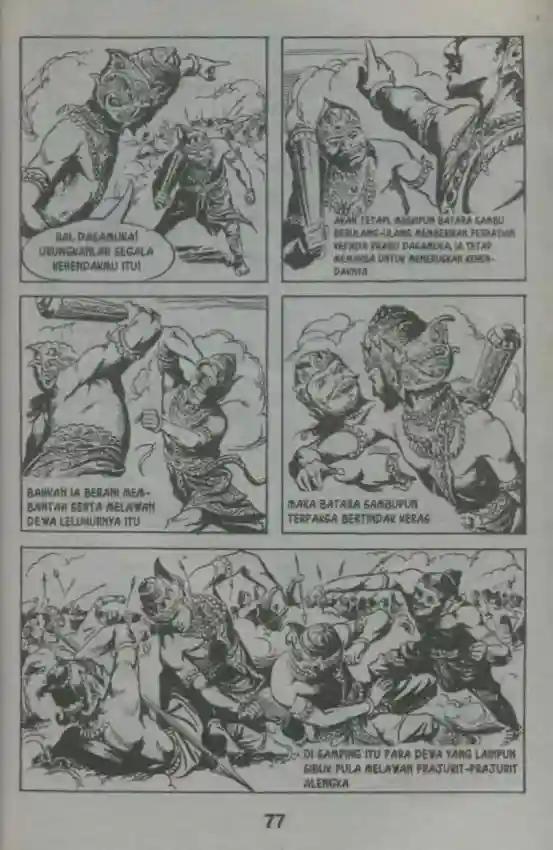 HAI, DASAMUKA!
URUNGKANLAH SEGALA
KEHENDAKMU ITU!
AKAN TETAPI, MESKIPUN BATARA SAMBU
BERULANG-ULANG MEMBERIKAN PERHATIAN
KEPADA PRABU DASAMUKA, IA TETAP
MEMAKSA UNTUK MENERUSKAN KEHEN-
DAKNYA
BAHKAN IA BERANI MEM-
BANTAH SERTA MELAWAN
DEWA LELUHURNYA ITU
MAKA BATARA SAMBUPUN
TERPAKSA BERTINDAK KERAS
DI SAMPING ITU PARA DEWA YANG LAINPUN
SIBUK PULA MELAWAN PRAJURIT-PRAJURIT
ALENGKA
77